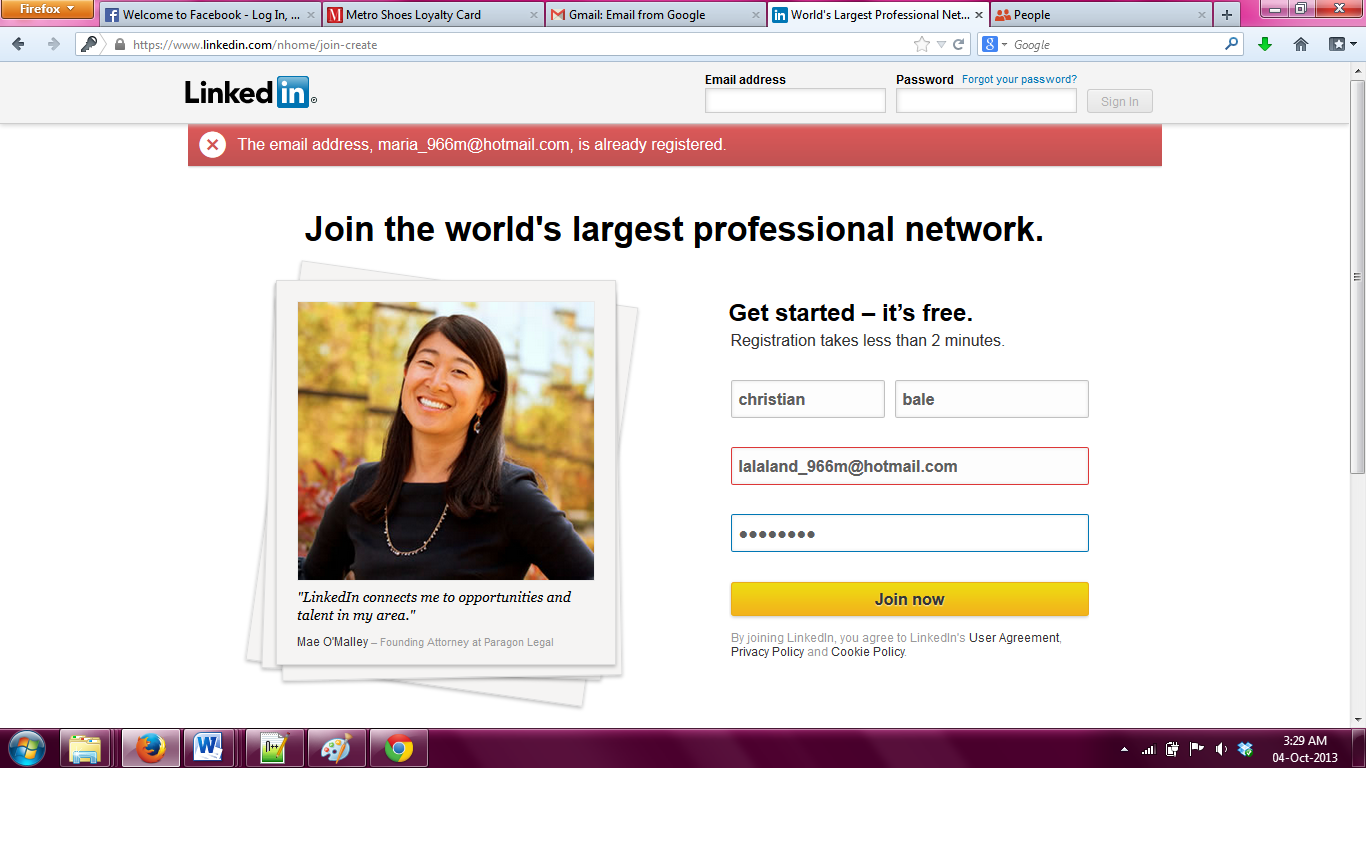 Firefox
Welcome to Facebook - Log In, ...
Metro Shoes Loyalty Card
Gmail: Email from Google
World's Largest Professional Net...
People
https://www.linkedin.com/nhome/join-create
Google
Linked in
Email address
Password
Forgot your password?
Sign In
The email address, maria_966m@hotmail.com, is already registered.
Join the world's largest professional network.
"LinkedIn connects me to opportunities and
talent in my area."
Mae O'Malley – Founding Attorney at Paragon Legal
Get started – it's free.
Registration takes less than 2 minutes.
christian
bale
lalaland_966m@hotmail.com
●●●●●●●●
Join now
By joining LinkedIn, you agree to LinkedIn's User Agreement,
Privacy Policy and Cookie Policy.
3:29 AM
04-Oct-2013